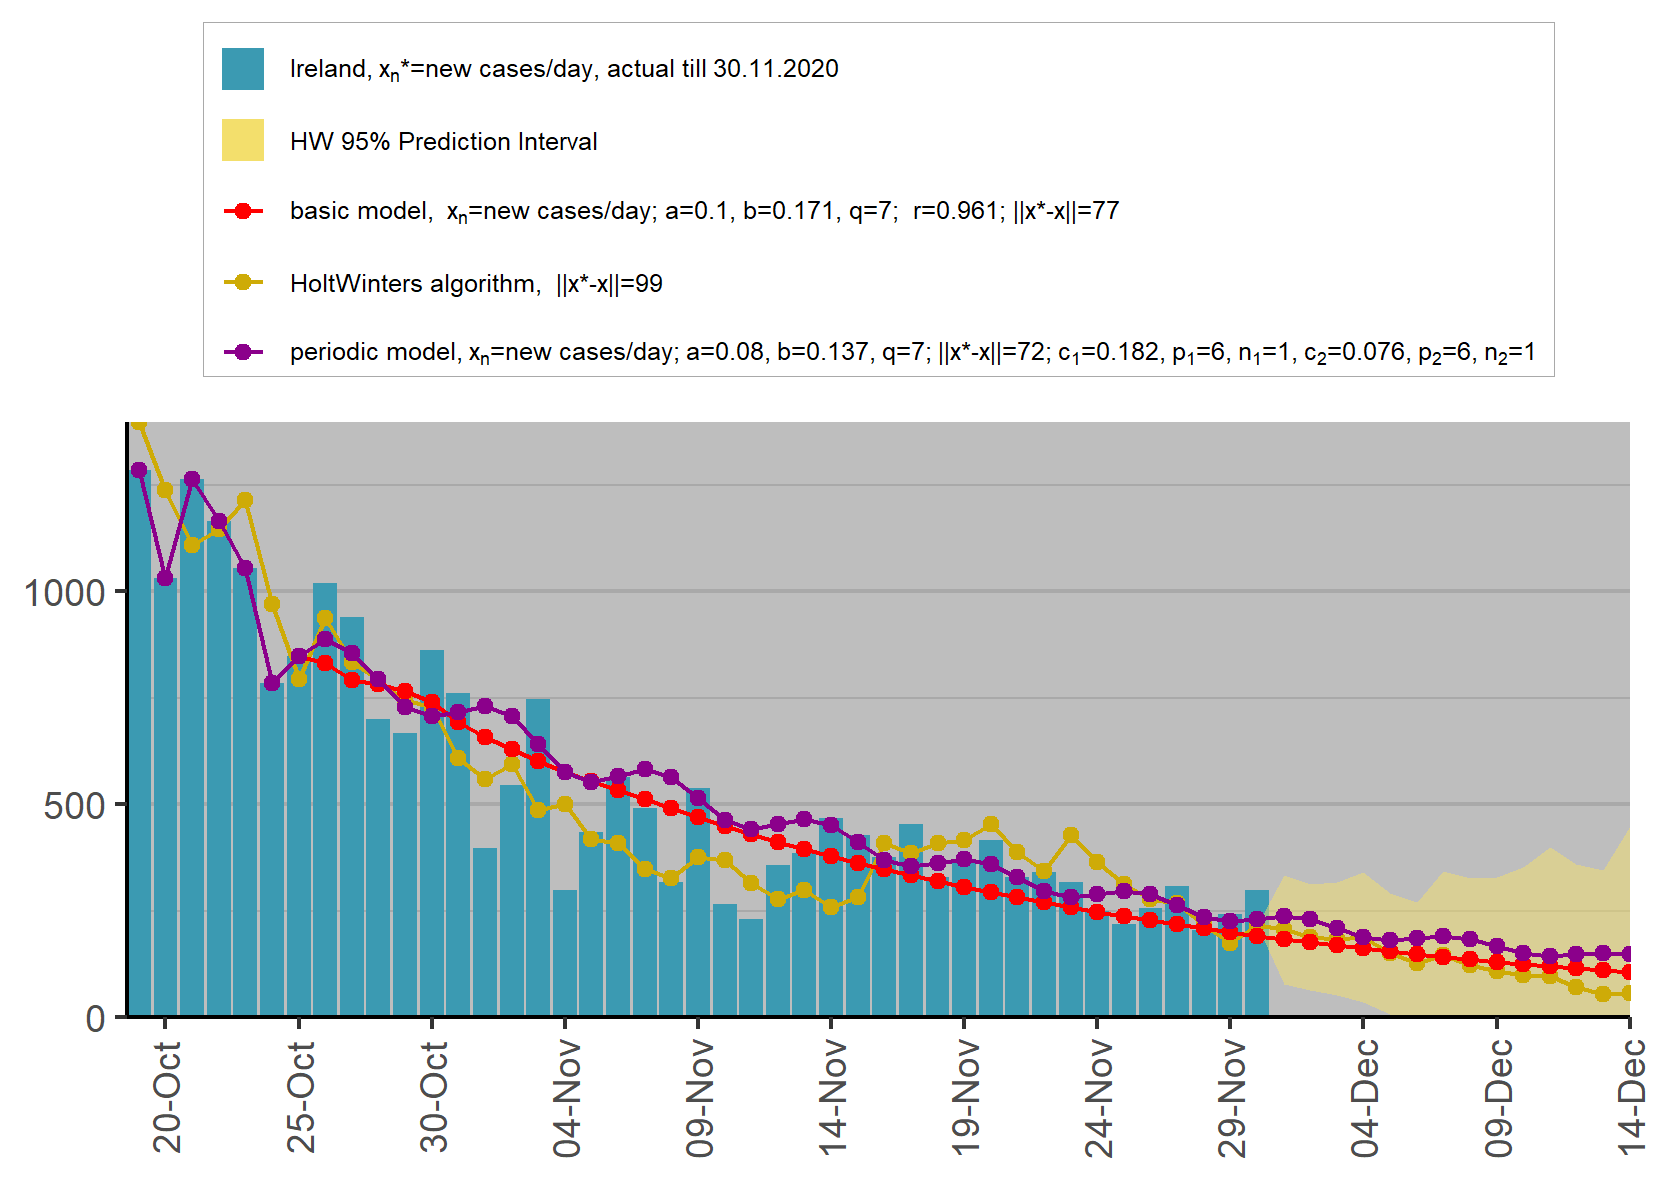 Ireland, xn*=new cases/day, actual till 30.11.2020
HW 95% Prediction Interval
basic model, xn=new cases/day; a=0.1, b=0.171, q=7; r=0.961; ||x*-x||=77
HoltWinters algorithm, ||x*-x||=99
periodic model, xn=new cases/day; a=0.08, b=0.137, q=7; ||x*-x||=72; c1=0.182, p1=6, n1=1, c2=0.076, p2=6, n2=1
1000
500
0
20-Oct
25-Oct
30-Oct
04-Nov
09-Nov
14-Nov
19-Nov
24-Nov
29-Nov
04-Dec
09-Dec
14-Dec